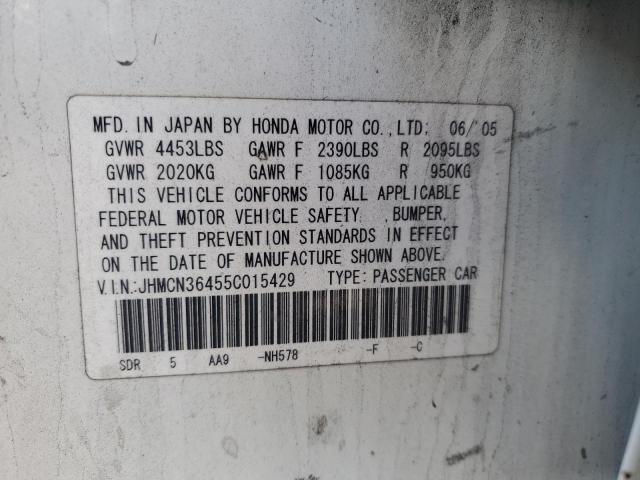 MFD. IN JAPAN BY HONDA MOTOR CO., LTD; 06/'05
GVWR 4453LBS GAWR F 2390LBS R 2095LBS
GVWR 2020KG GAWR F 1085KG R 950KG
THIS VEHICLE CONFORMS TO ALL APPLICABLE
FEDERAL MOTOR VEHICLE SAFETY ,BUMPER,
AND THEFT PREVENTION STANDARDS IN EFFECT
ON THE DATE OF MANUFACTURE SHOWN ABOVE.
V.I.N.:JHMCN36455C015429 TYPE: PASSENGER CAR
SDR 5 AA9 -NH578 -F -C